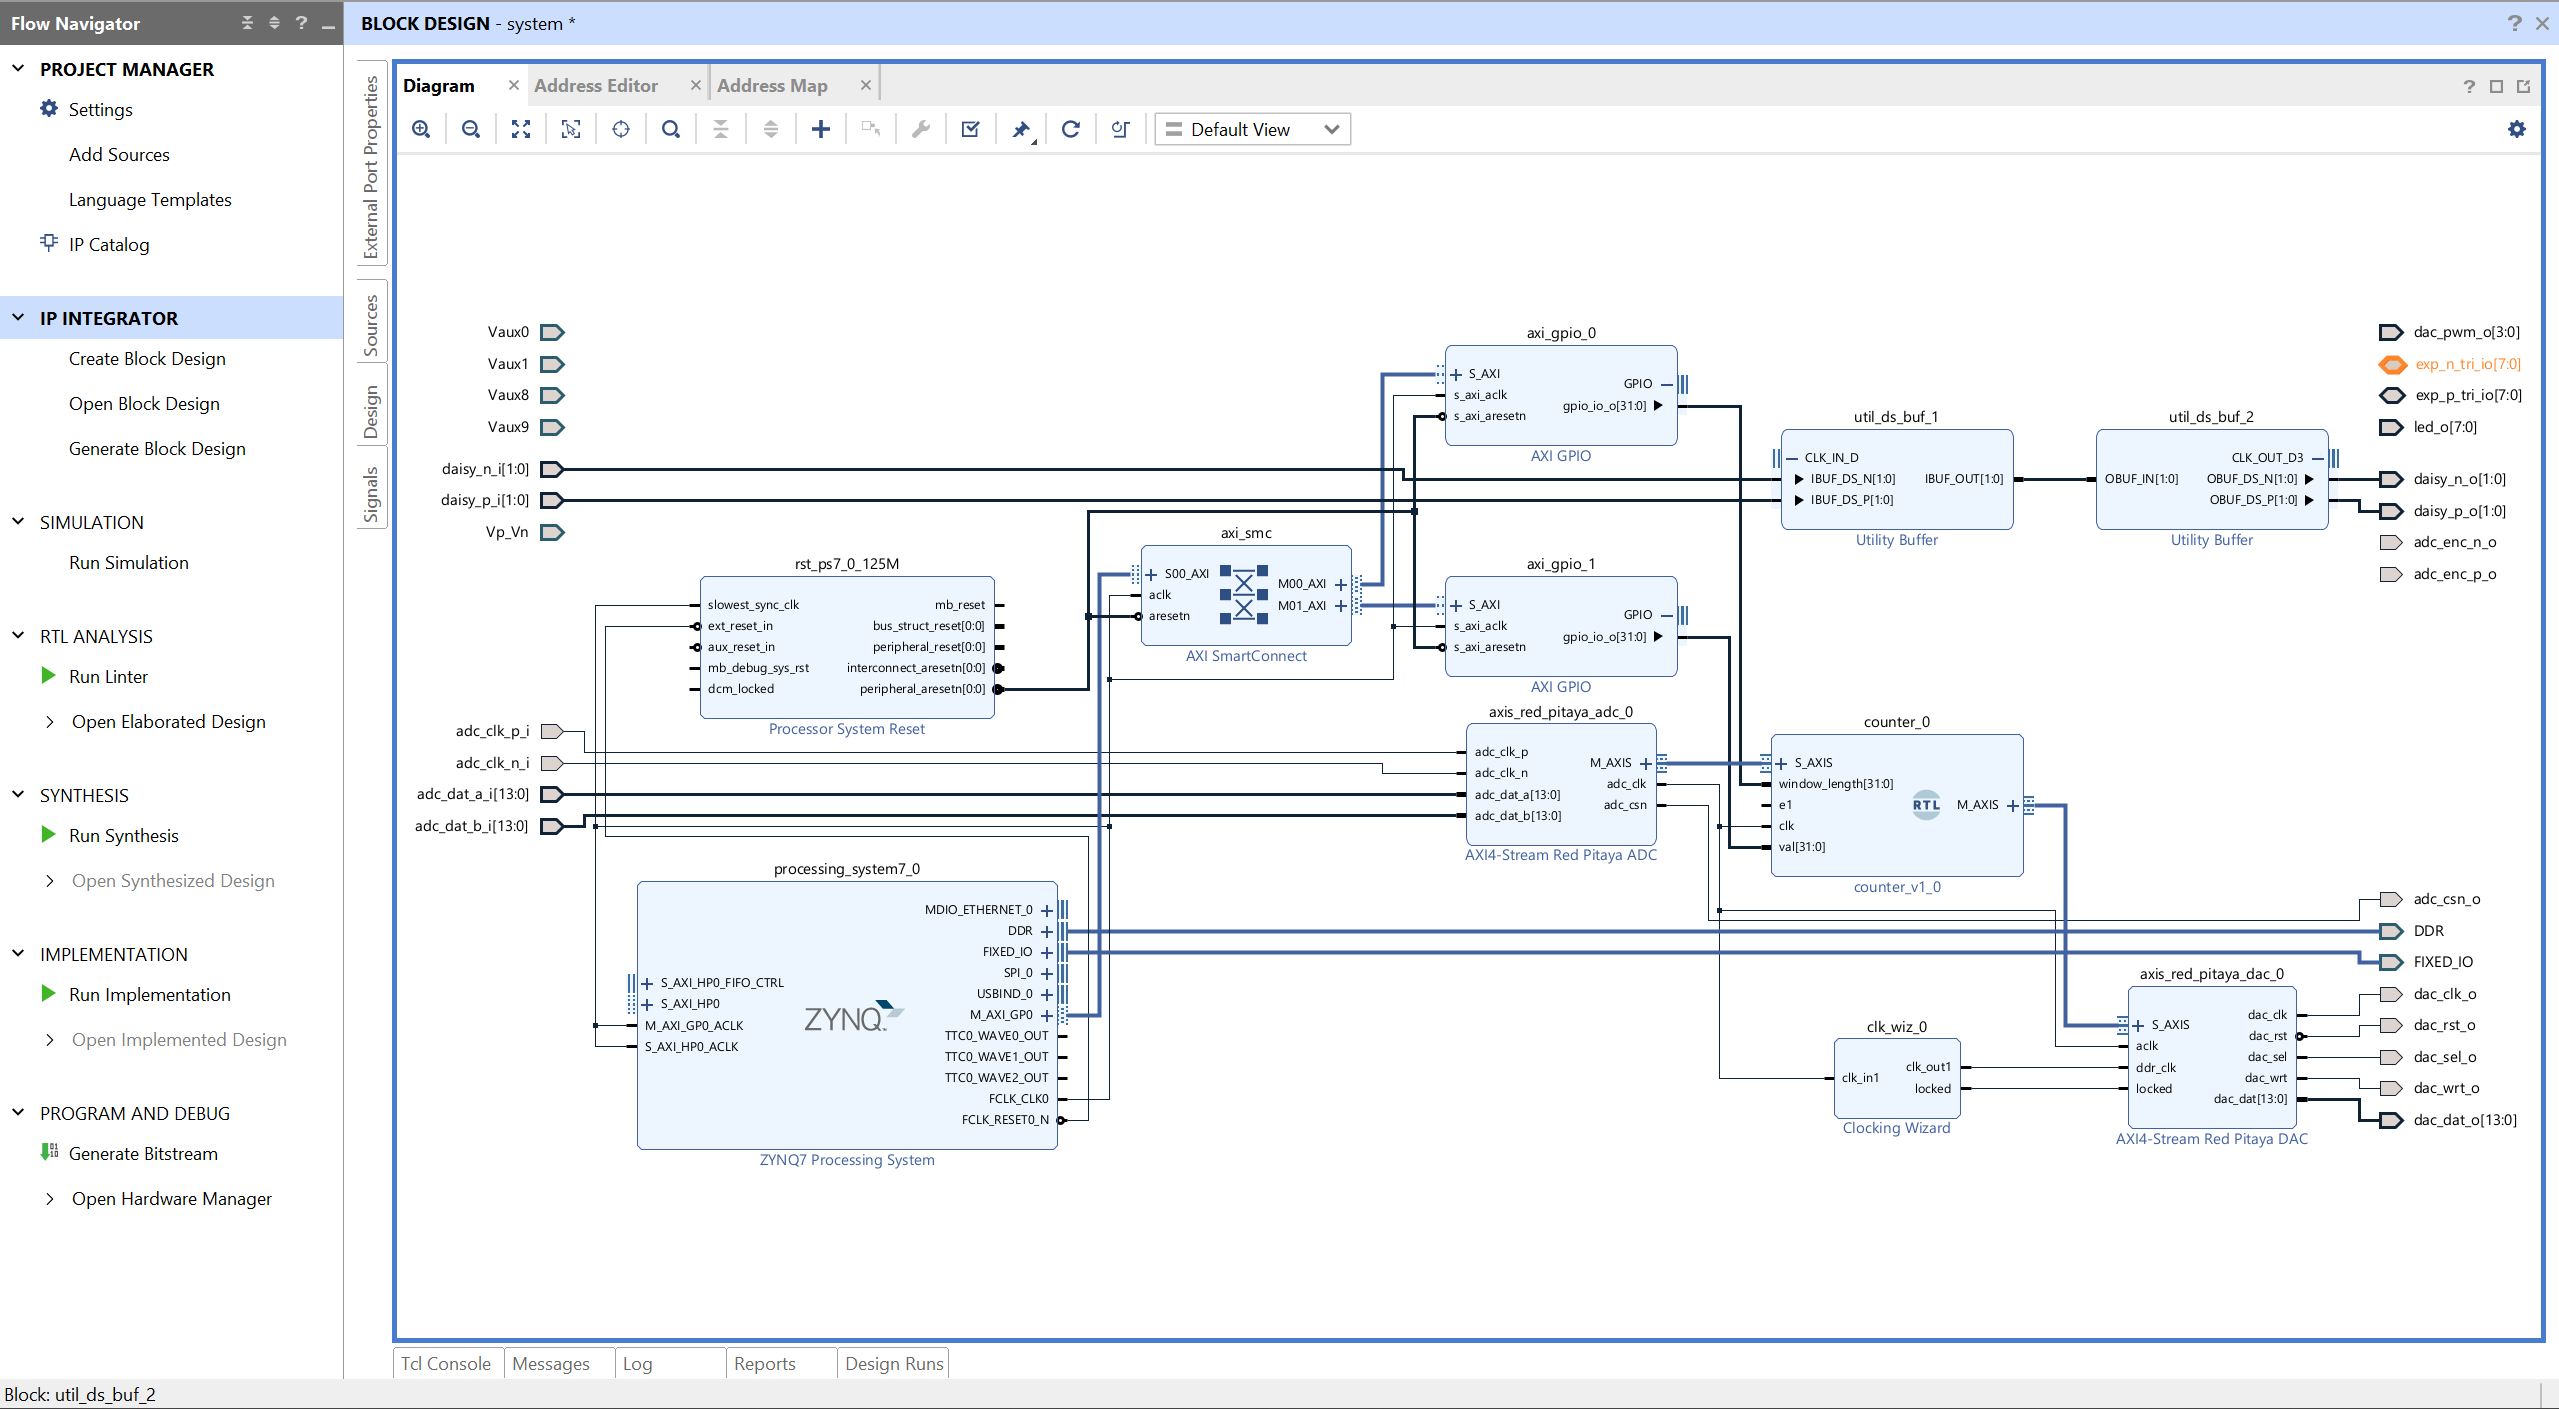 Flow Navigator
?
BLOCK DESIGN - system *
?
PROJECT MANAGER
Settings
Add Sources
Language Templates
IP Catalog
IP INTEGRATOR
Create Block Design
Open Block Design
Generate Block Design
SIMULATION
Run Simulation
RTL ANALYSIS
Run Linter
Open Elaborated Design
SYNTHESIS
Run Synthesis
Open Synthesized Design
IMPLEMENTATION
Run Implementation
Open Implemented Design
PROGRAM AND DEBUG
Generate Bitstream
Open Hardware Manager
External Port Properties
Sources
Design
Signals
Diagram
Address Editor
Address Map
?
Default View
Vaux0
Vaux1
Vaux8
Vaux9
daisy_n_i[1:0]
daisy_p_i[1:0]
Vp_Vn
adc_clk_p_i
adc_clk_n_i
adc_dat_a_i[13:0]
adc_dat_b_i[13:0]
rst_ps7_0_125M
slowest_sync_clk
ext_reset_in
aux_reset_in
mb_debug_sys_rst
dcm_locked
mb_reset
bus_struct_reset[0:0]
peripheral_reset[0:0]
interconnect_aresetn[0:0]
peripheral_aresetn[0:0]
Processor System Reset
processing_system7_0
S_AXI_HP0_FIFO_CTRL
S_AXI_HP0
M_AXI_GP0_ACLK
S_AXI_HP0_ACLK
ZYNQ
MDIO_ETHERNET_0
DDR
FIXED_IO
SPI_0
USBIND_0
M_AXI_GP0
TTC0_WAVE0_OUT
TTC0_WAVE1_OUT
TTC0_WAVE2_OUT
FCLK_CLK0
FCLK_RESET0_N
ZYNQ7 Processing System
axi_smc
S00_AXI
aclk
aresetn
M00_AXI
M01_AXI
AXI SmartConnect
axi_gpio_0
S_AXI
s_axi_aclk
s_axi_aresetn
GPIO
gpio_io_o[31:0]
AXI GPIO
axi_gpio_1
S_AXI
s_axi_aclk
s_axi_aresetn
GPIO
gpio_io_o[31:0]
AXI GPIO
axis_red_pitaya_adc_0
adc_clk_p
adc_clk_n
adc_dat_a[13:0]
adc_dat_b[13:0]
M_AXIS
adc_clk
adc_csn
AXI4-Stream Red Pitaya ADC
util_ds_buf_1
CLK_IN_D
IBUF_DS_N[1:0]
IBUF_DS_P[1:0]
IBUF_OUT[1:0]
Utility Buffer
util_ds_buf_2
OBUF_IN[1:0]
CLK_OUT_D3
OBUF_DS_N[1:0]
OBUF_DS_P[1:0]
Utility Buffer
counter_0
S_AXIS
window_length[31:0]
e1
clk
val[31:0]
RTL
M_AXIS
counter_v1_0
clk_wiz_0
clk_in1
clk_out1
locked
Clocking Wizard
axis_red_pitaya_dac_0
S_AXIS
aclk
ddr_clk
locked
dac_clk
dac_rst
dac_sel
dac_wrt
dac_dat[13:0]
AXI4-Stream Red Pitaya DAC
dac_pwm_o[3:0]
exp_n_tri_io[7:0]
exp_p_tri_io[7:0]
led_o[7:0]
daisy_n_o[1:0]
daisy_p_o[1:0]
adc_enc_n_o
adc_enc_p_o
adc_csn_o
DDR
FIXED_IO
dac_clk_o
dac_rst_o
dac_sel_o
dac_wrt_o
dac_dat_o[13:0]
Tcl Console
Messages
Log
Reports
Design Runs
Block: util_ds_buf_2